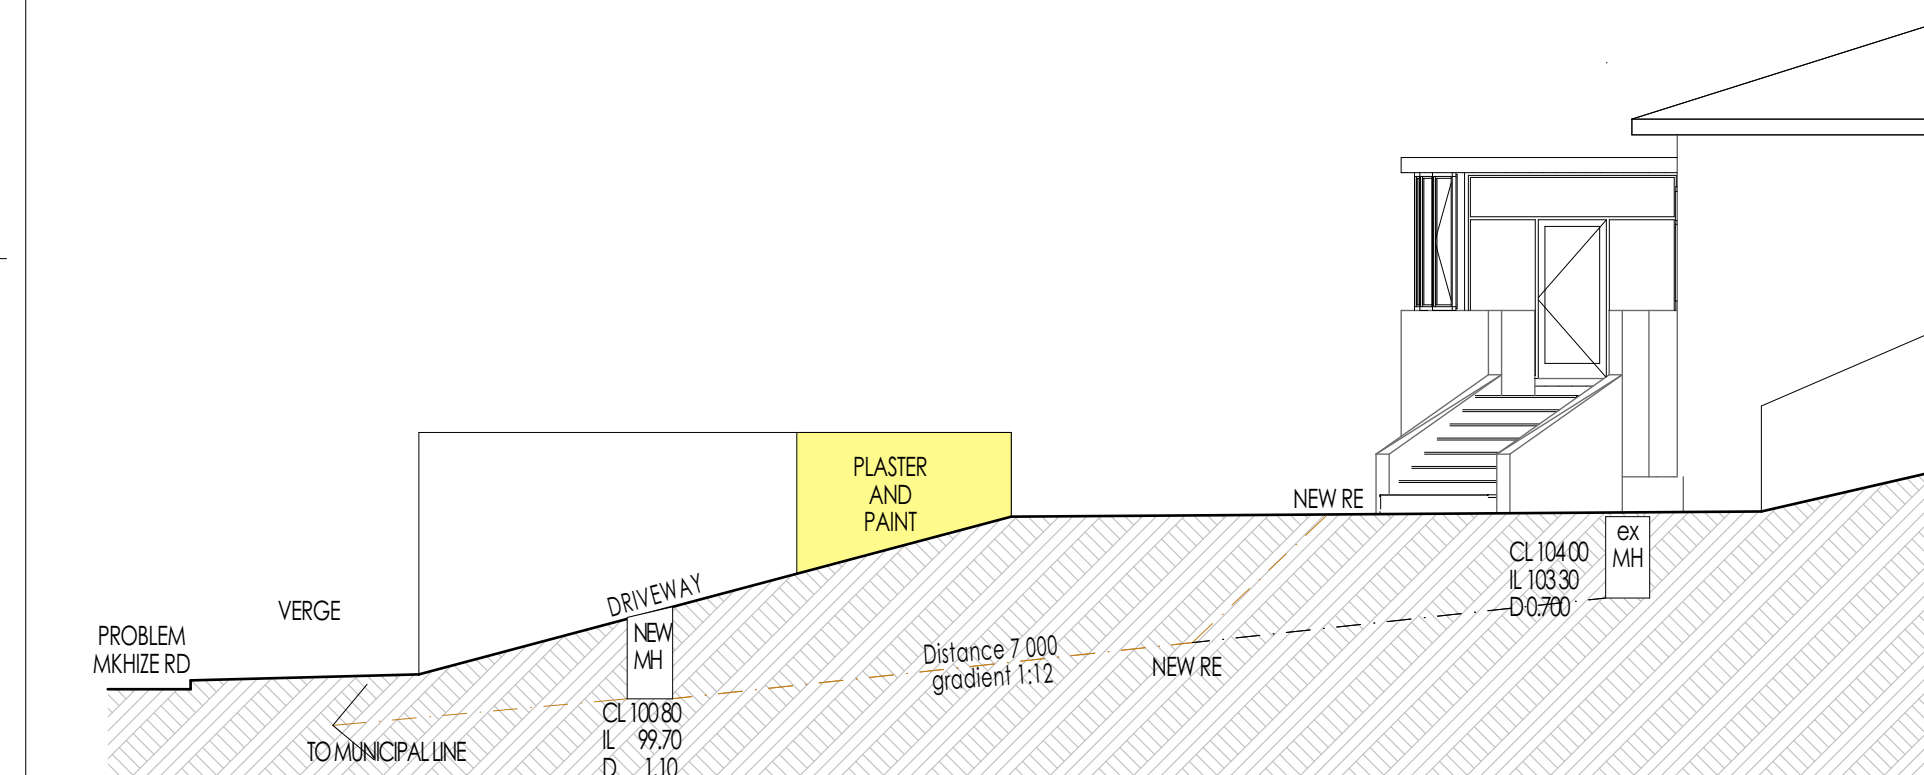 PLASTER
AND
PAINT
NEW RE
ex
MH
CL 104 00
IL 103 30
D 0.700
DRIVEWAY
NEW
MH
VERGE
PROBLEM
MKHIZE RD
Distance 7 000
gradient 1:12
NEW RE
CL 100 80
IL 99.70
D 1.10
TO MUNICIPAL LINE